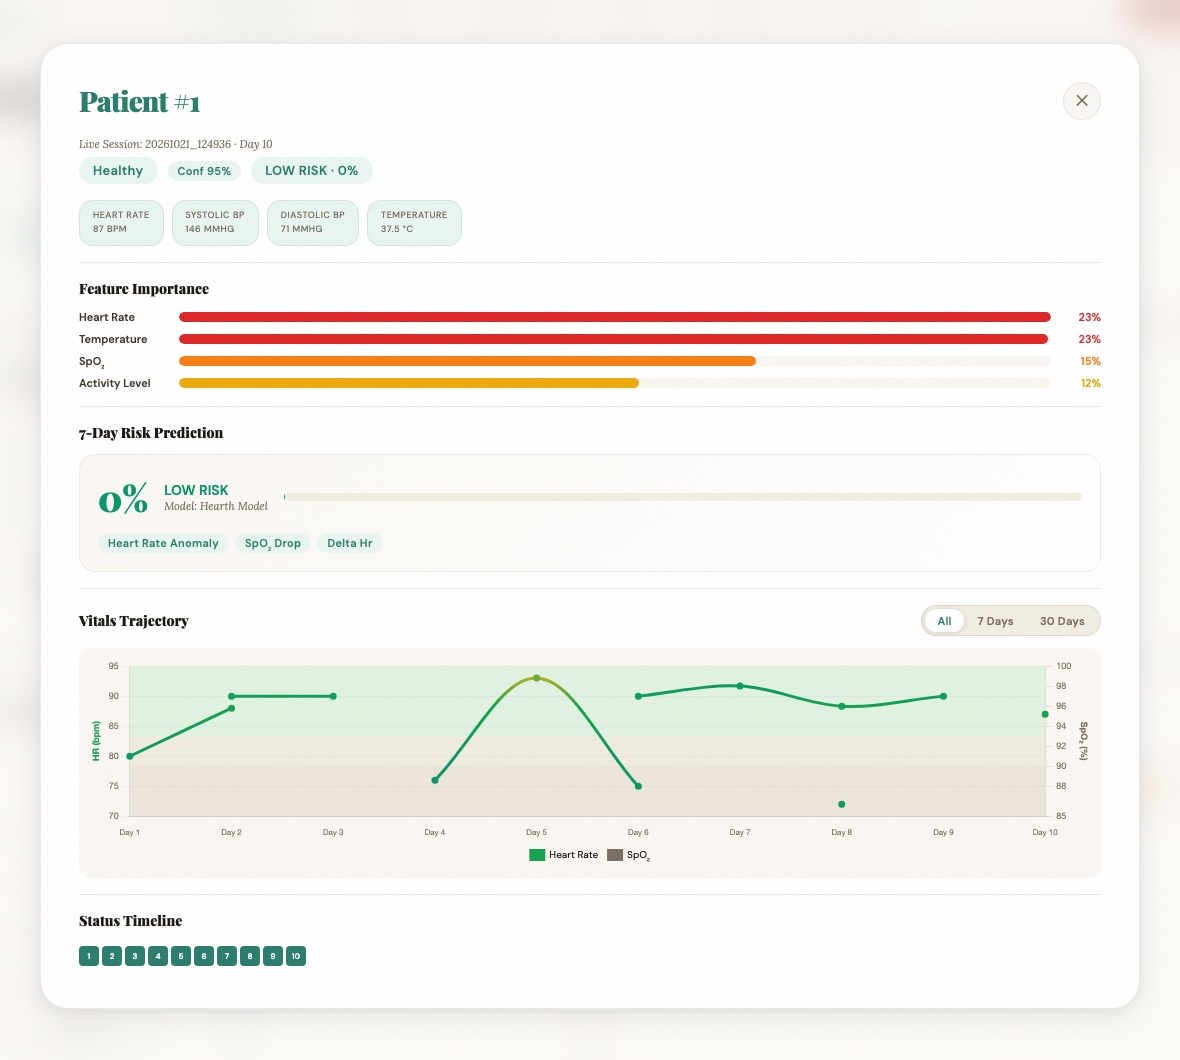 Patient #1
Live Session: 20261021_124936 · Day 10
Healthy Conf 95% LOW RISK · 0%
HEART RATE SYSTOLIC BP DIASTOLIC BP TEMPERATURE
87 BPM 146 MMHG 71 MMHG 37.5 °C
Feature Importance
Heart Rate 23%
Temperature 23%
SpO₂ 15%
Activity Level 12%
7-Day Risk Prediction
0% LOW RISK
Model: Hearth Model
Heart Rate Anomaly SpO₂ Drop Delta Hr
Vitals Trajectory All 7 Days 30 Days
95 100
98
90 96
85 94
92
80 90
75 88
70 85
HR (bpm)
SpO₂ (%)
Day 1 Day 2 Day 3 Day 4 Day 5 Day 6 Day 7 Day 8 Day 9 Day 10
Heart Rate SpO₂
Status Timeline
1 2 3 4 5 6 7 8 9 10